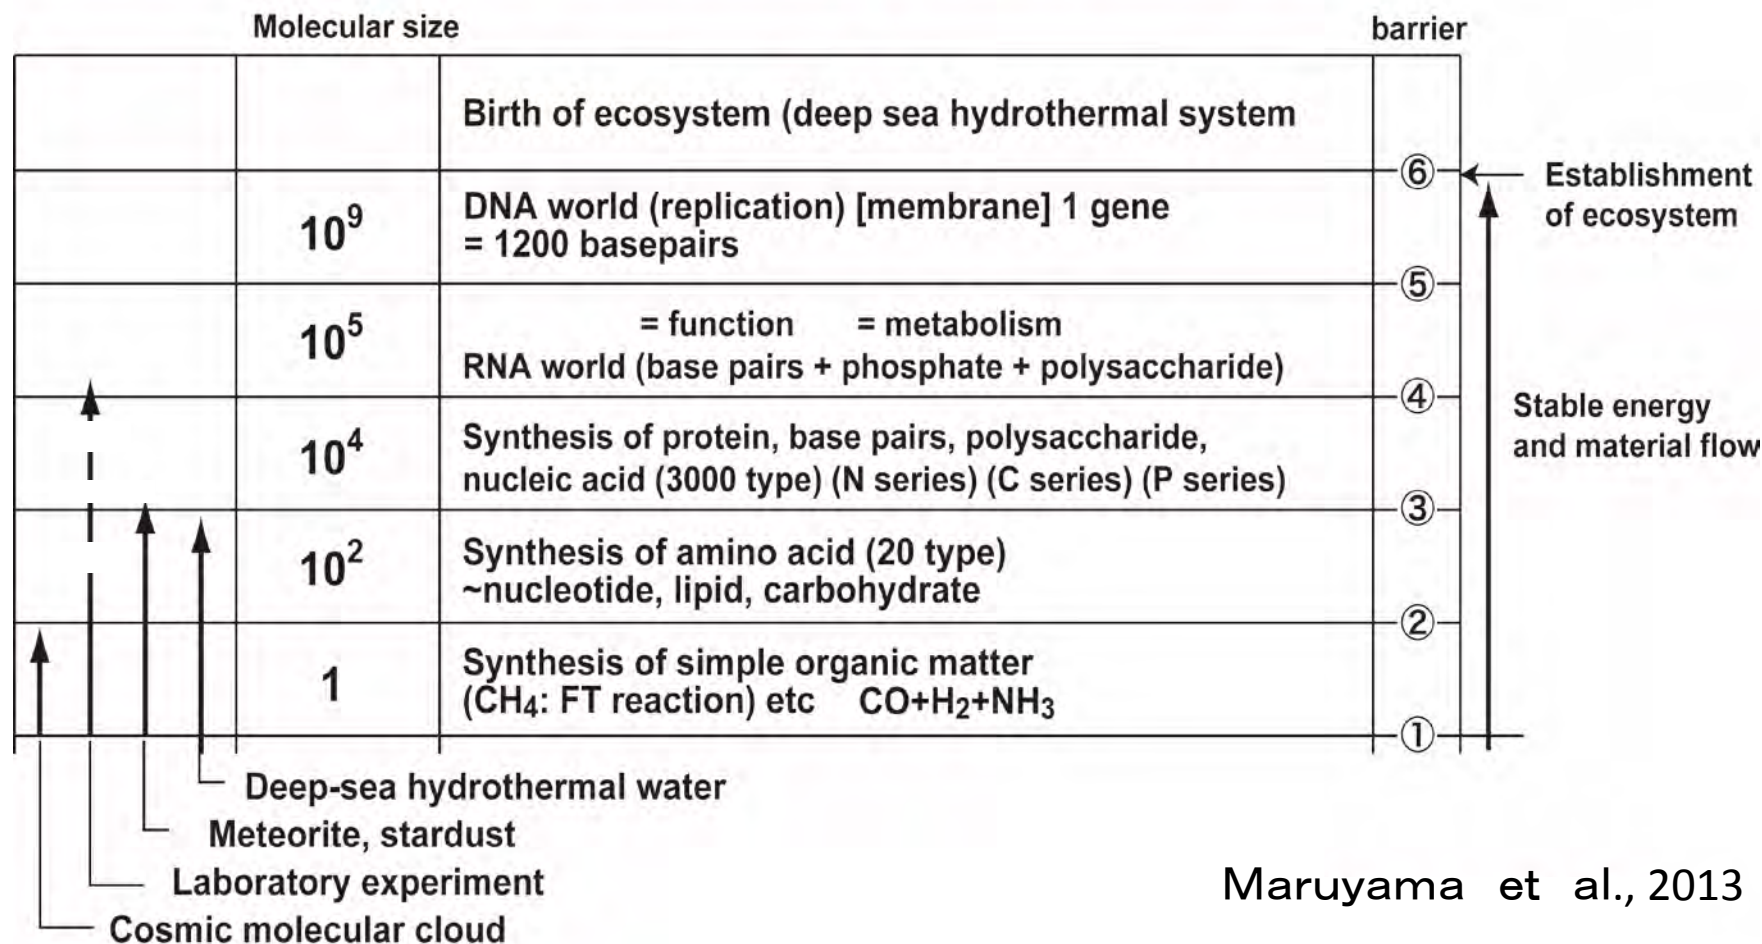 Molecular size
barrier
Birth of ecosystem (deep sea hydrothermal system
⑥
Establishment
of ecosystem
10⁹
DNA world (replication) [membrane] 1 gene
= 1200 basepairs
⑤
10⁵
= function = metabolism
RNA world (base pairs + phosphate + polysaccharide)
④
Stable energy
and material flow
10⁴
Synthesis of protein, base pairs, polysaccharide,
nucleic acid (3000 type) (N series) (C series) (P series)
③
10²
Synthesis of amino acid (20 type)
~nucleotide, lipid, carbohydrate
②
1
Synthesis of simple organic matter
(CH₄: FT reaction) etc CO+H₂+NH₃
①
Deep-sea hydrothermal water
Meteorite, stardust
Laboratory experiment
Cosmic molecular cloud
Maruyama et al., 2013